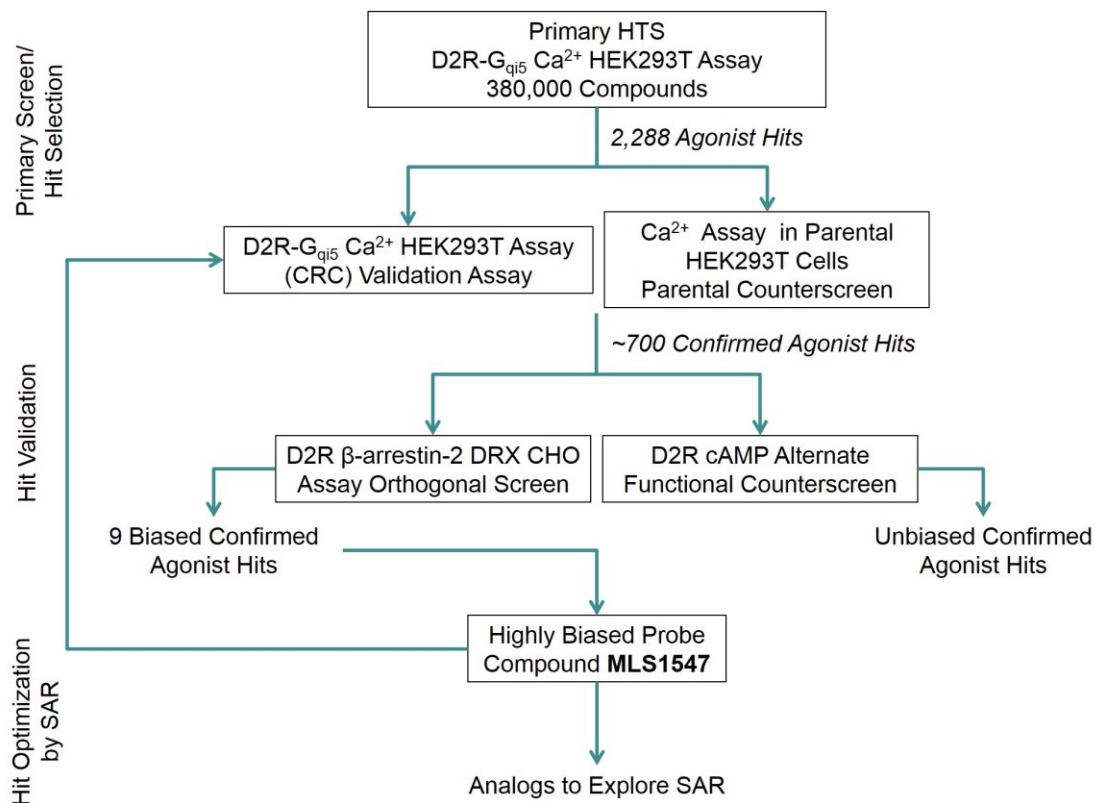 Primary Screen/
Hit Selection
Primary HTS
D2R-Gqi5 Ca²⁺ HEK293T Assay
380,000 Compounds
2,288 Agonist Hits
D2R-Gqi5 Ca²⁺ HEK293T Assay
(CRC) Validation Assay
Ca²⁺ Assay in Parental
HEK293T Cells
Parental Counterscreen
~700 Confirmed Agonist Hits
Hit Validation
D2R β-arrestin-2 DRX CHO
Assay Orthogonal Screen
D2R cAMP Alternate
Functional Counterscreen
9 Biased Confirmed
Agonist Hits
Unbiased Confirmed
Agonist Hits
Hit Optimization
by SAR
Highly Biased Probe
Compound MLS1547
Analogs to Explore SAR